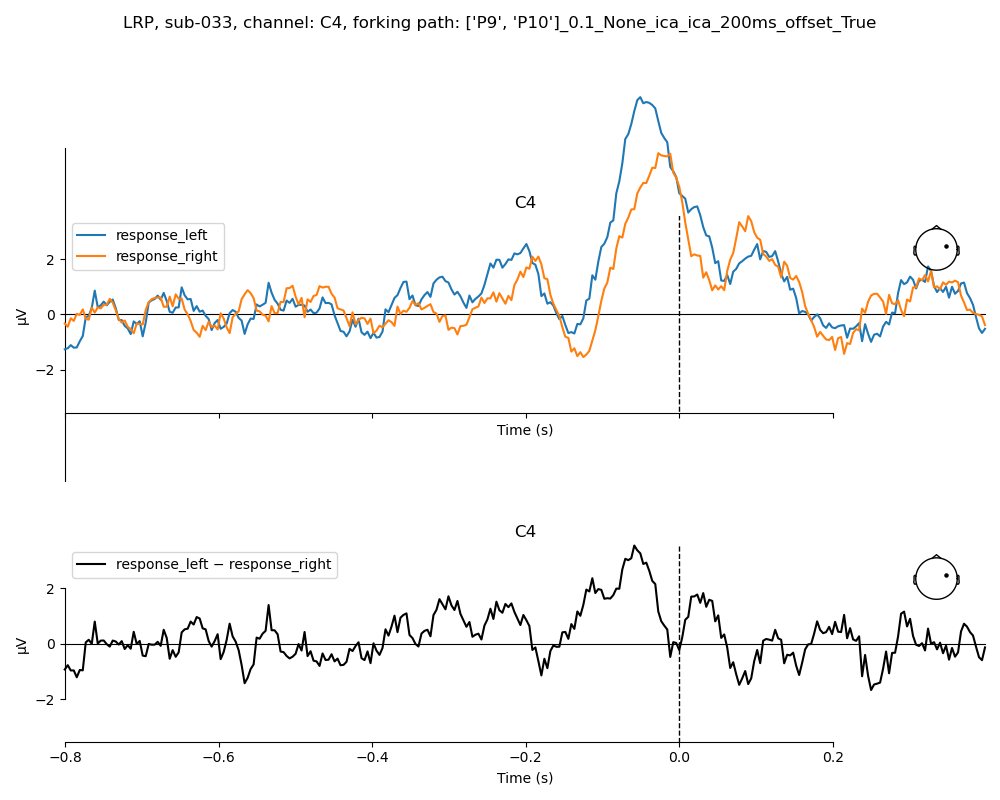 LRP, sub-033, channel: C4, forking path: ['P9', 'P10']_0.1_None_ica_ica_200ms_offset_True
C4
response_left
response_right
2
0
−2
µV
Time (s)
C4
response_left − response_right
2
0
−2
µV
−0.8 −0.6 −0.4 −0.2 0.0 0.2
Time (s)